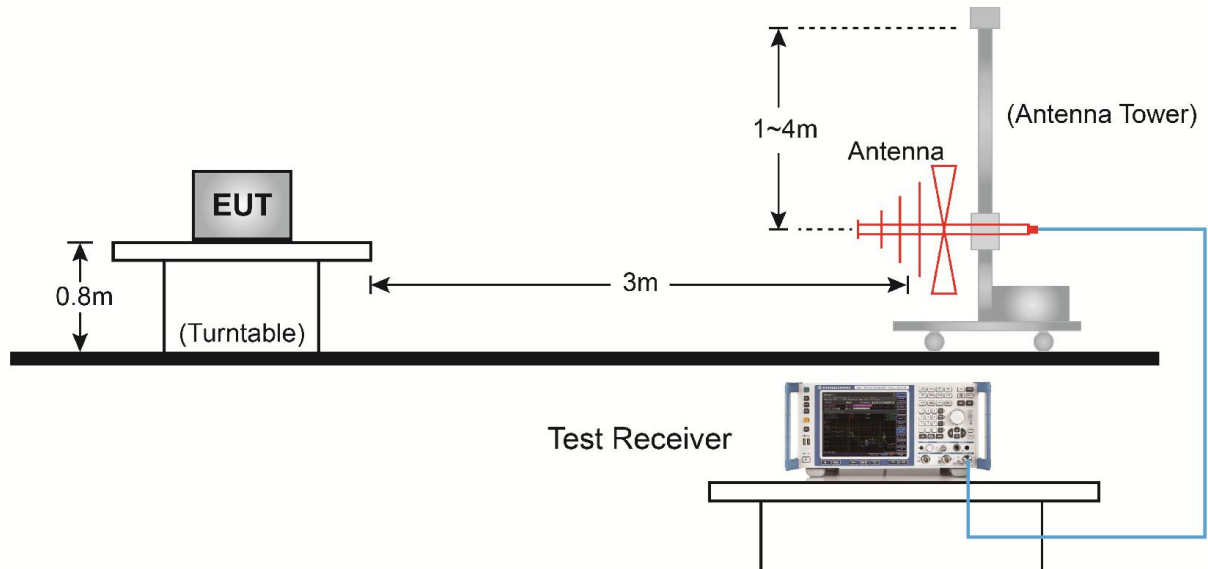 1~4m
(Antenna Tower)
Antenna
EUT
0.8m
3m
(Turntable)
Test Receiver